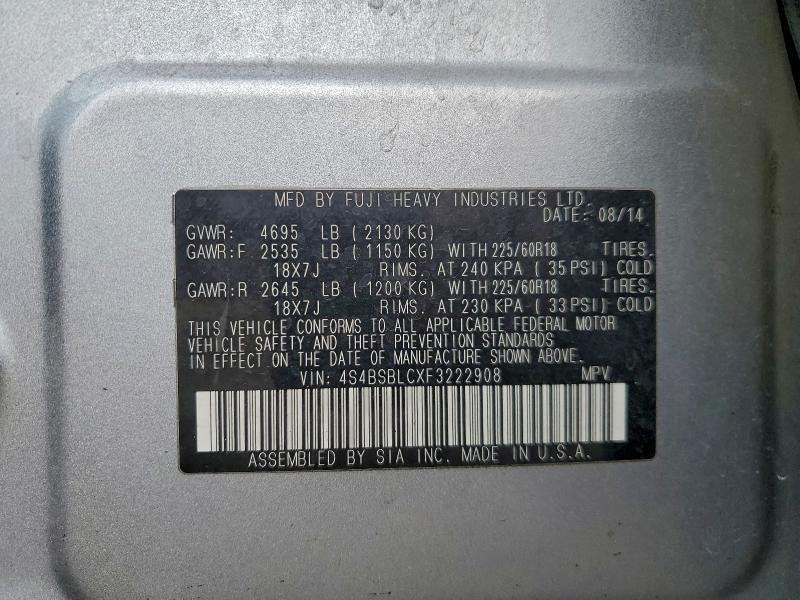 MFD BY FUJI HEAVY INDUSTRIES LTD.
DATE: 08/14
GVWR: 4695 LB ( 2130 KG)
GAWR:F 2535 LB ( 1150 KG) WITH 225/60R18 TIRES.
18X7J RIMS. AT 240 KPA ( 35 PSI) COLD
GAWR:R 2645 LB ( 1200 KG) WITH 225/60R18 TIRES.
18X7J RIMS. AT 230 KPA ( 33 PSI) COLD
THIS VEHICLE CONFORMS TO ALL APPLICABLE FEDERAL MOTOR
VEHICLE SAFETY AND THEFT PREVENTION STANDARDS
IN EFFECT ON THE DATE OF MANUFACTURE SHOWN ABOVE.
VIN: 4S4BSBLCXF3222908 MPV
ASSEMBLED BY SIA INC. MADE IN U.S.A.